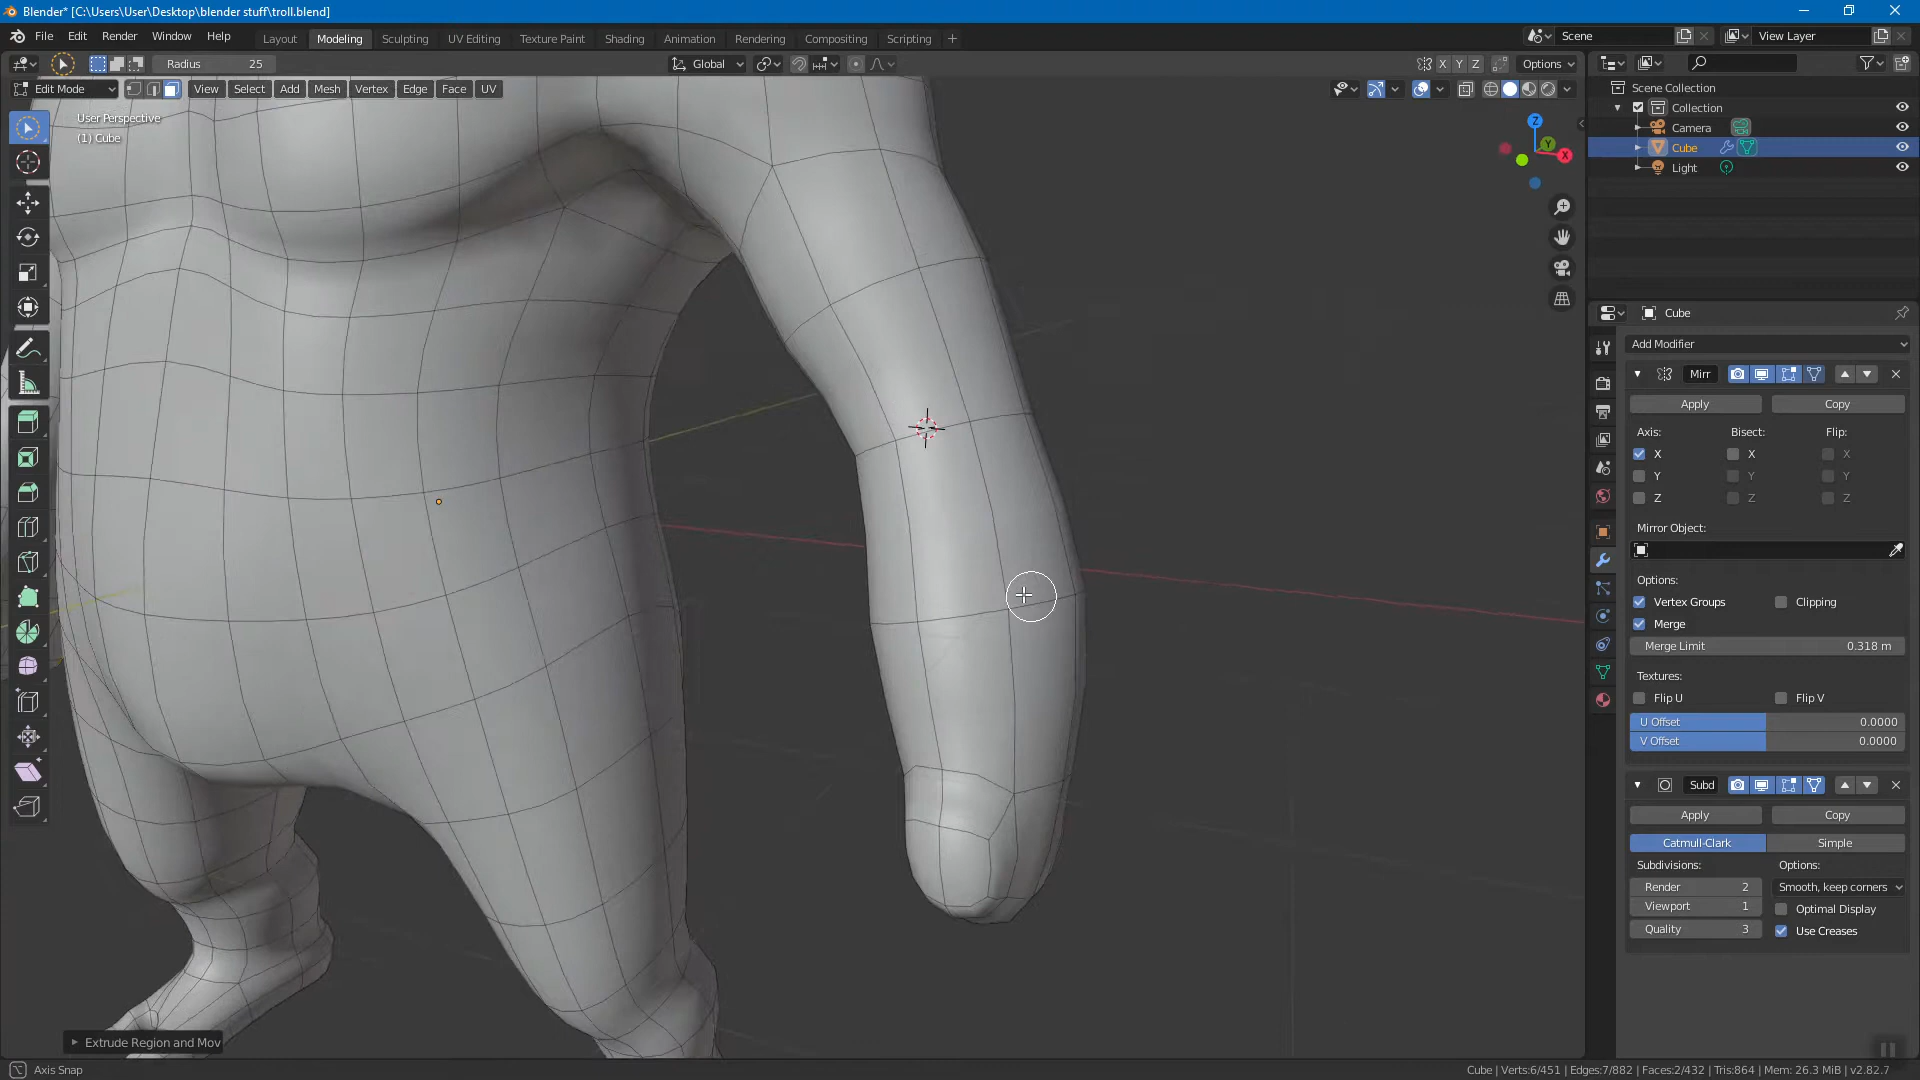 Blender* [C:\Users\User\Desktop\blender stuff\troll.blend]
File Edit Render Window Help Layout Modeling Sculpting UV Editing Texture Paint Shading Animation Rendering Compositing Scripting + Scene View Layer
Radius 25 Global X Y Z Options
Edit Mode View Select Add Mesh Vertex Edge Face UV
User Perspective
(1) Cube
Z
Y
X
Scene Collection
Collection
Camera
Cube
Light
Cube
Add Modifier
Mirr
Apply Copy
Axis: Bisect: Flip:
X X X
Y Y Y
Z Z Z
Mirror Object:
Options:
Vertex Groups Clipping
Merge
Merge Limit 0.318 m
Textures:
Flip U Flip V
U Offset 0.0000
V Offset 0.0000
Subd
Apply Copy
Catmull-Clark Simple
Subdivisions: Options:
Render 2 Smooth, keep corners
Viewport 1 Optimal Display
Quality 3 Use Creases
Extrude Region and Mov
Axis Snap
Cube | Verts:6/451 | Edges:7/882 | Faces:2/432 | Tris:864 | Mem: 26.3 MiB | v2.82.7